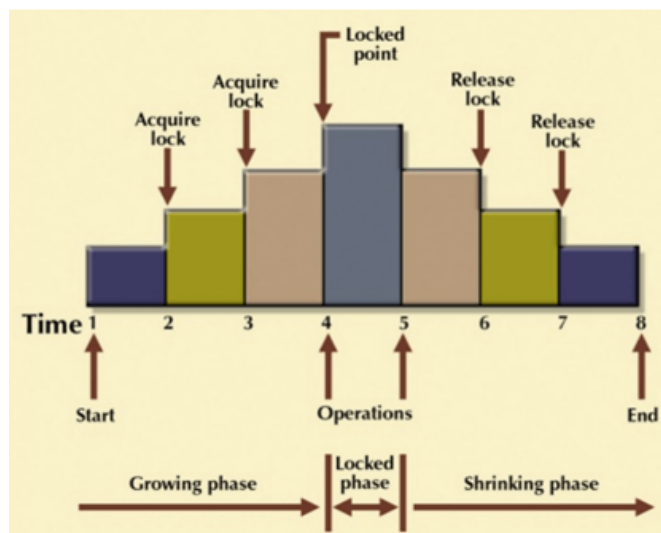 Locked
point
Acquire
lock
Release
lock
Acquire
lock
Release
lock
Time 1 2 3 4 5 6 7 8
Start
Operations
End
Growing phase
Locked
phase
Shrinking phase